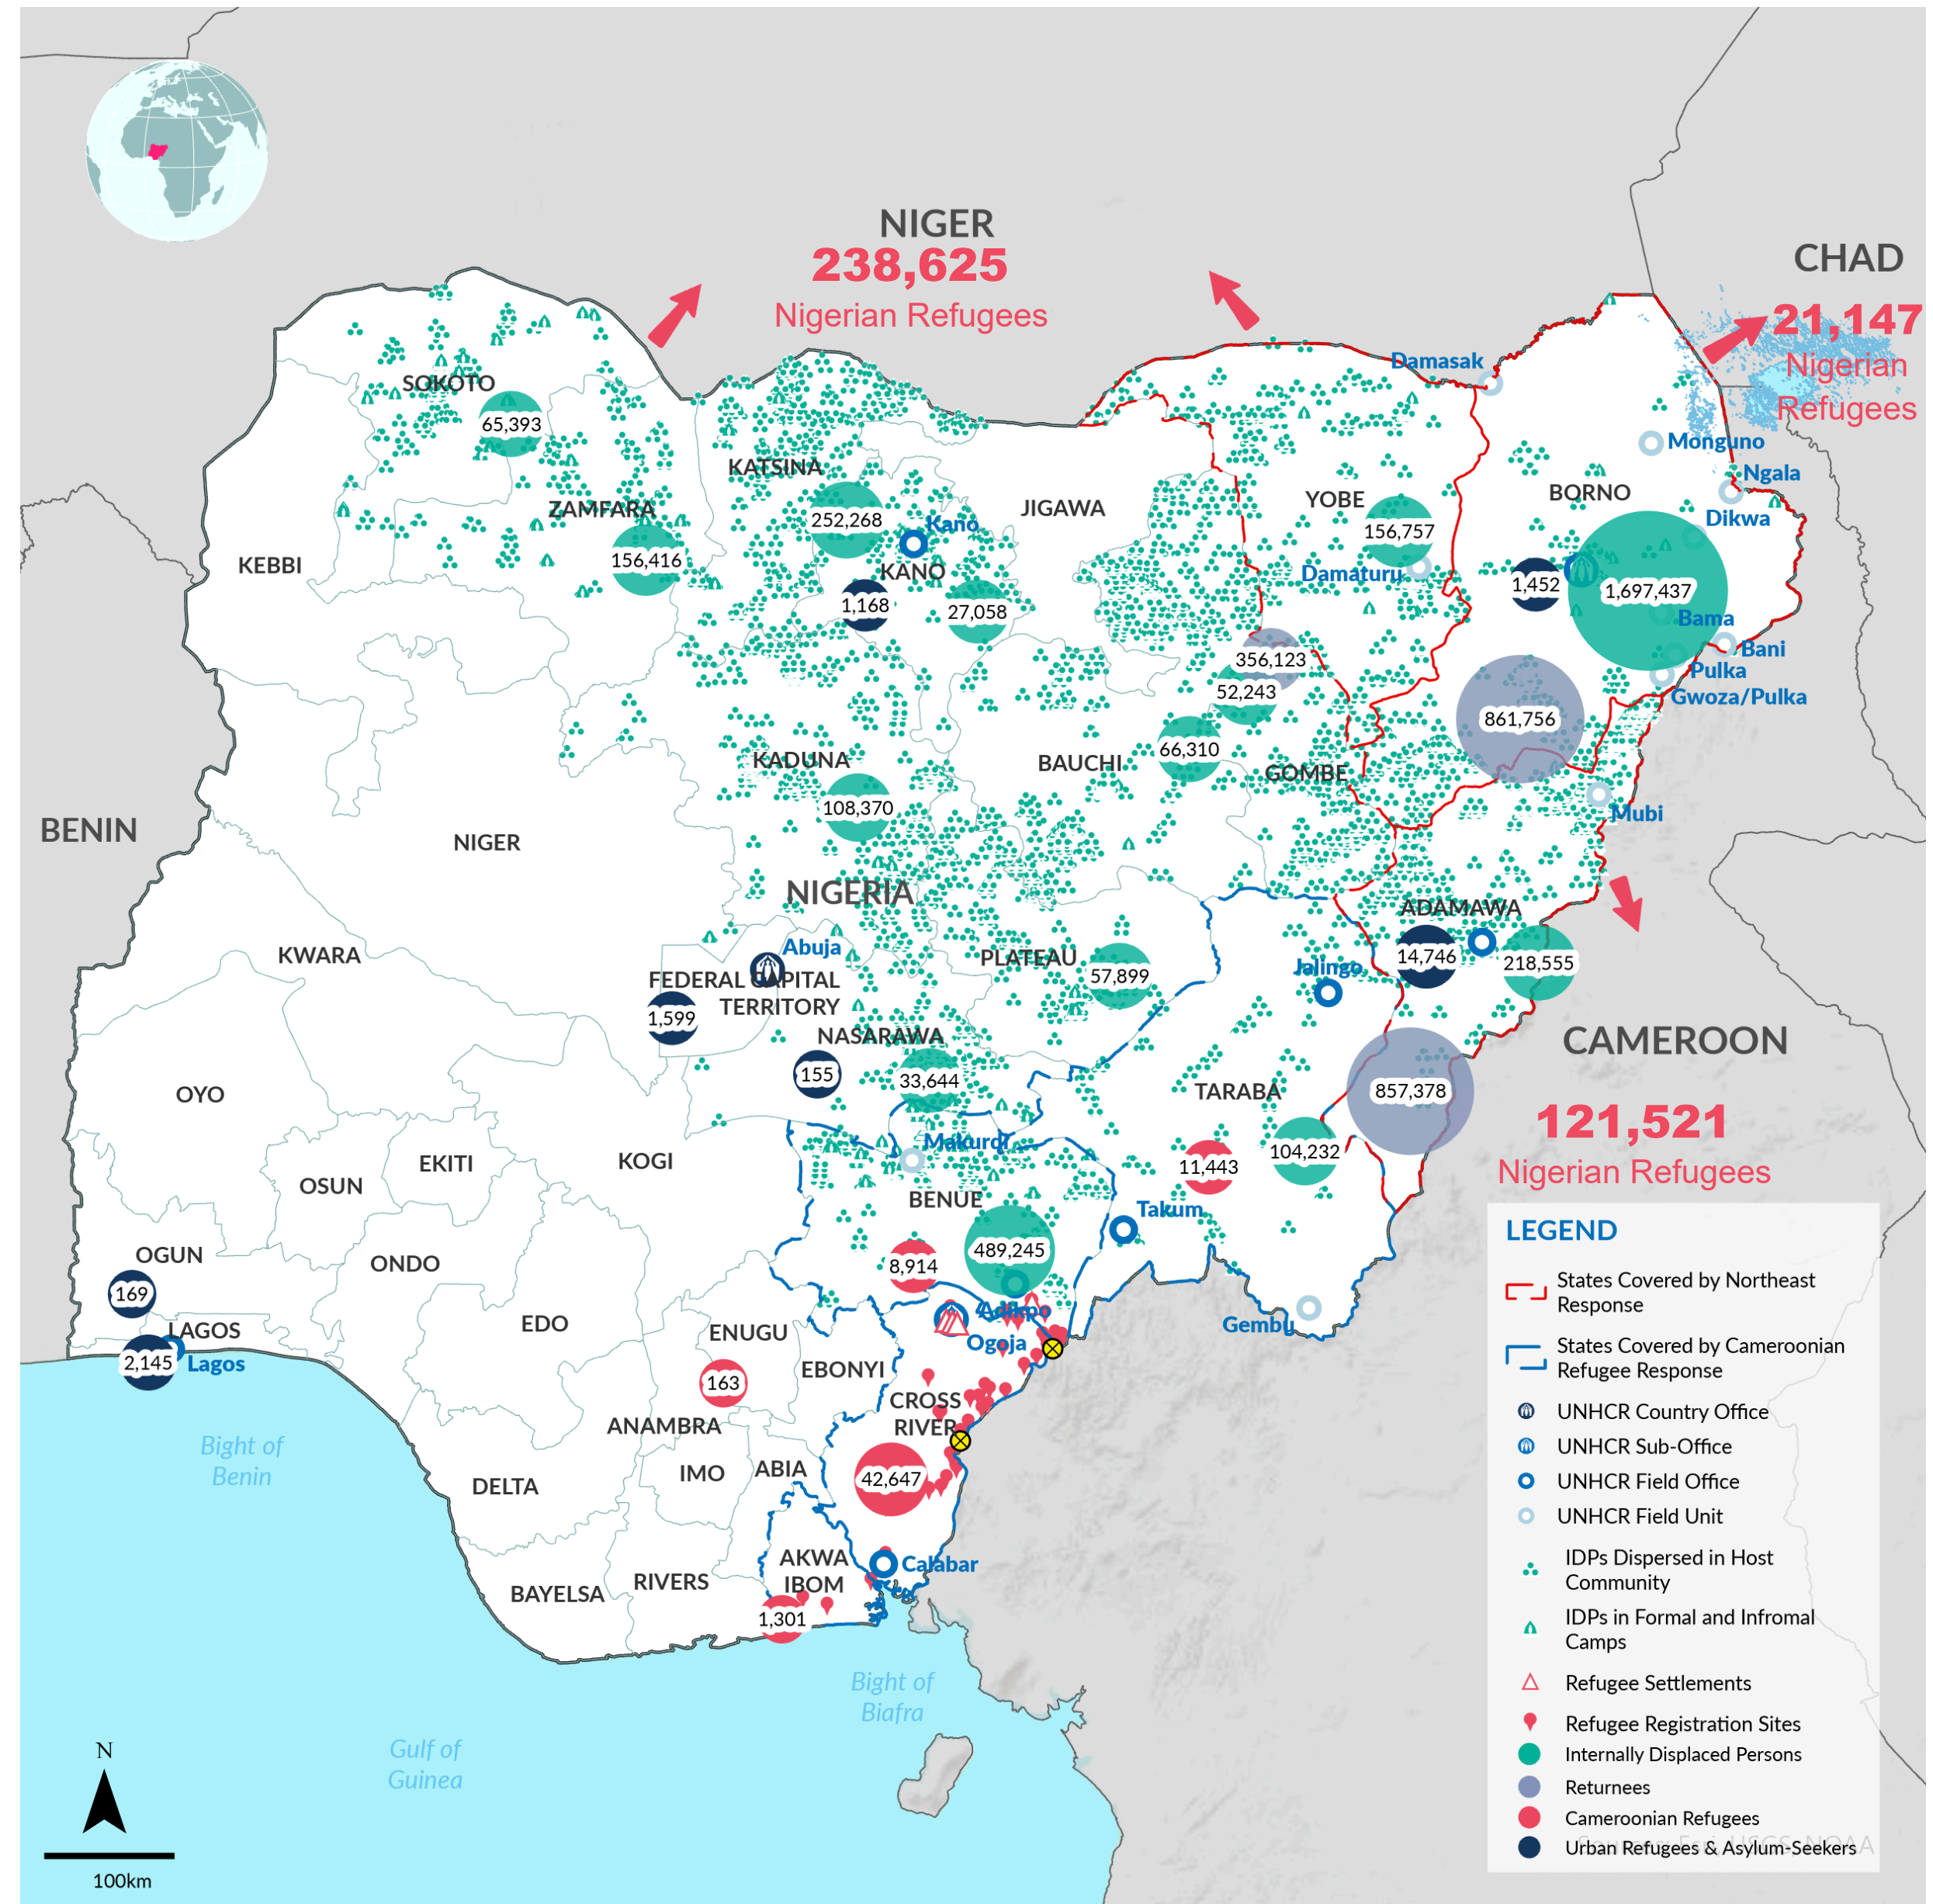 NIGER
238,625
Nigerian Refugees
CHAD
21,147
Nigerian
Refugees
Damasak
SOKOTO
65,393
Monguno
KATSINA
Ngala
ZAMFARA
JIGAWA
YOBE
BORNO
252,268
Kano
Dikwa
156,757
156,416
KEBBI
KANO
Damaturu
1,168
27,058
1,452
1,697,437
Bama
Bani
356,123
Pulka
52,243
Gwoza/Pulka
861,756
66,310
KADUNA
BAUCHI
GOMBE
108,370
Mubi
BENIN
NIGER
NIGERIA
ADAMAWA
KWARA
Abuja
PLATEAU
14,746
218,555
FEDERAL CAPITAL
TERRITORY
57,899
Jalingo
1,599
NASARAWA
CAMEROON
155
33,644
OYO
TARABA
857,378
121,521
Nigerian Refugees
Makurdi
EKITI
KOGI
11,443
104,232
OSUN
BENUE
Takum
OGUN
ONDO
489,245
8,914
169
Adikpo
EDO
Gembu
LAGOS
ENUGU
Ogoja
2,145
Lagos
EBONYI
163
CROSS
RIVER
ANAMBRA
Bight of
Benin
IMO
ABIA
42,647
DELTA
AKWA
IBOM
Calabar
BAYELSA
RIVERS
1,301
Bight of
Biafra
Gulf of
Guinea
N
100km
LEGEND
States Covered by Northeast
Response
States Covered by Cameroonian
Refugee Response
UNHCR Country Office
UNHCR Sub-Office
UNHCR Field Office
UNHCR Field Unit
IDPs Dispersed in Host
Community
IDPs in Formal and Infromal
Camps
Refugee Settlements
Refugee Registration Sites
Internally Displaced Persons
Returnees
Cameroonian Refugees
Urban Refugees & Asylum-Seekers
Esri, USGS, NOAA